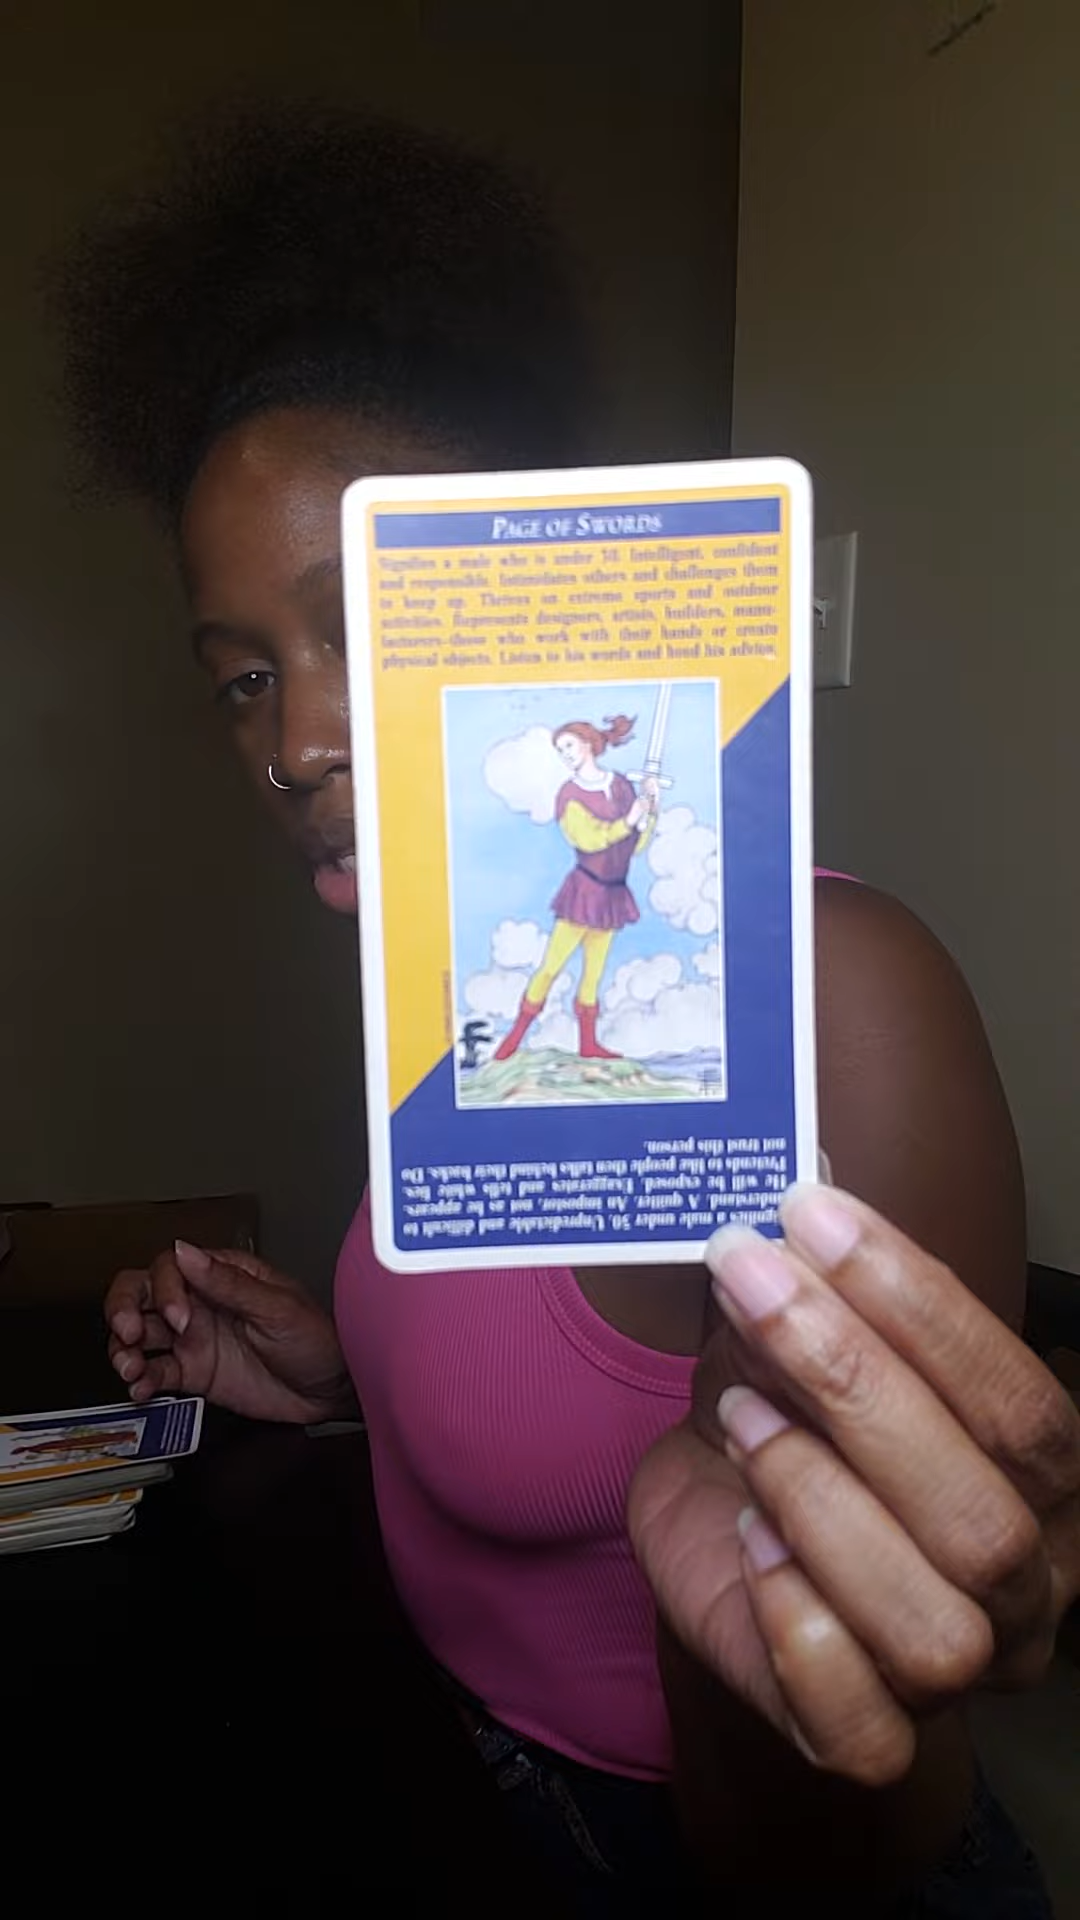 PAGE OF SWORDS
Signifies a male who is under 30. Intelligent, confident
and responsible. Intimidates others and challenges them
to keep up. Thrives on extreme sports and outdoor
activities. Represents designers, artists, builders, manu-
facturers–those who work with their hands or create
physical objects. Listen to his words and heed his advice.
Signifies a male under 30. Unpredictable and difficult to
understand. A quitter. An impostor, not as he appears.
He will be exposed. Exaggerates and tells white lies.
Pretends to like people then talks behind their backs. Do
not trust this person.